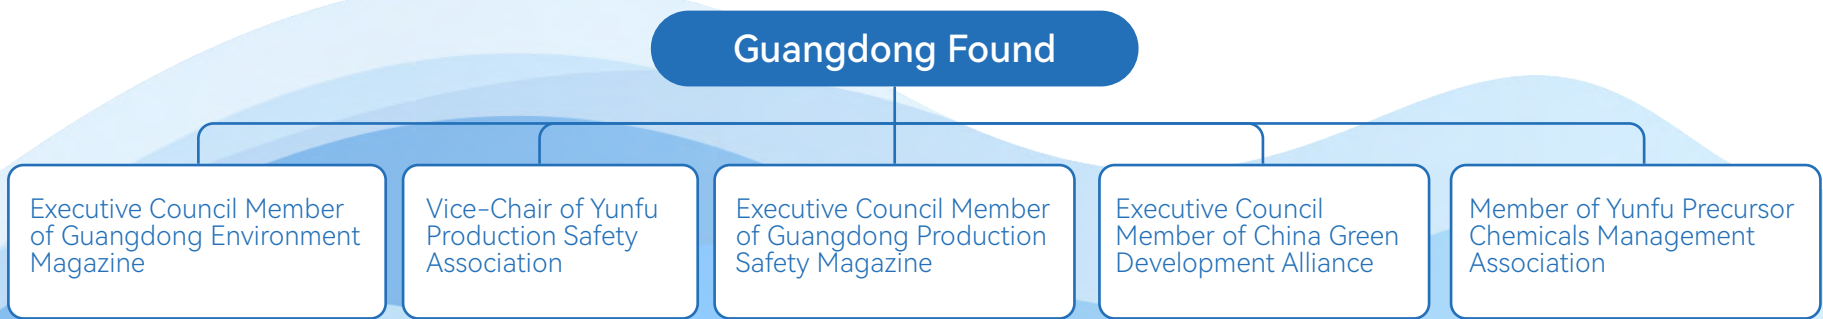 Guangdong Found
Executive Council Member
of Guangdong Environment
Magazine
Vice-Chair of Yunfu
Production Safety
Association
Executive Council Member
of Guangdong Production
Safety Magazine
Executive Council
Member of China Green
Development Alliance
Member of Yunfu Precursor
Chemicals Management
Association